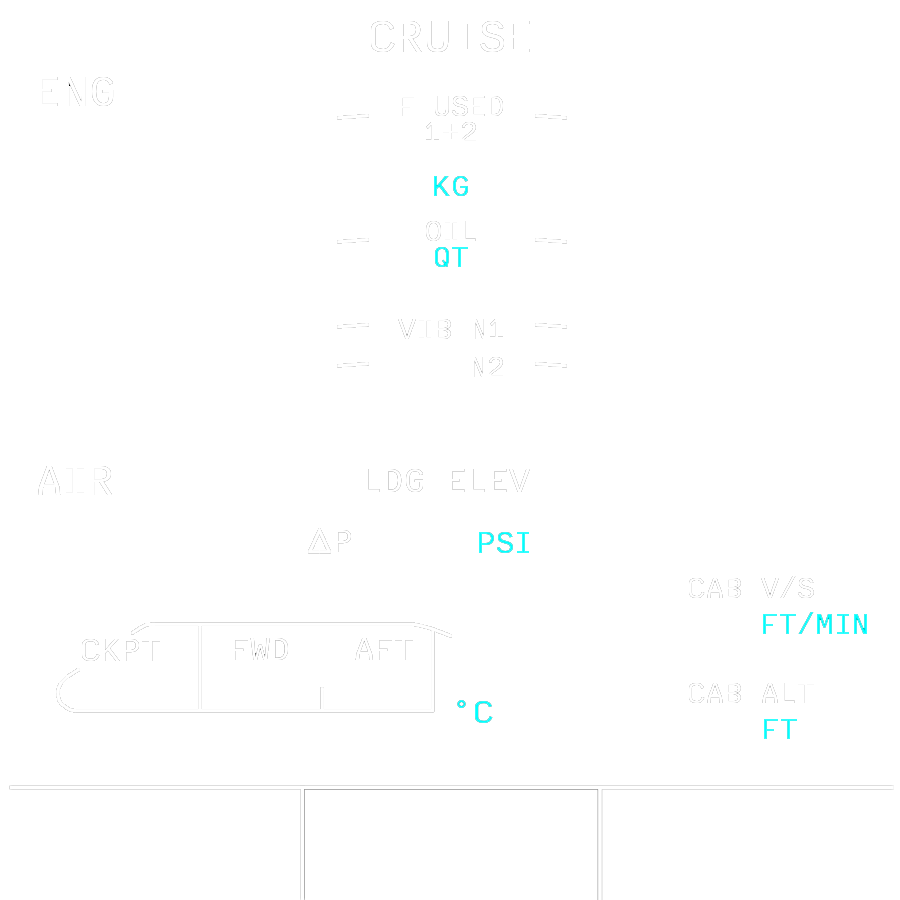 CRUISE
ENG
F USED
1+2
KG
OIL
QT
VIB N1
N2
AIR
LDG ELEV
ΔP PSI
CAB V/S
FT/MIN
CKPT FWD AFT
°C
CAB ALT
FT